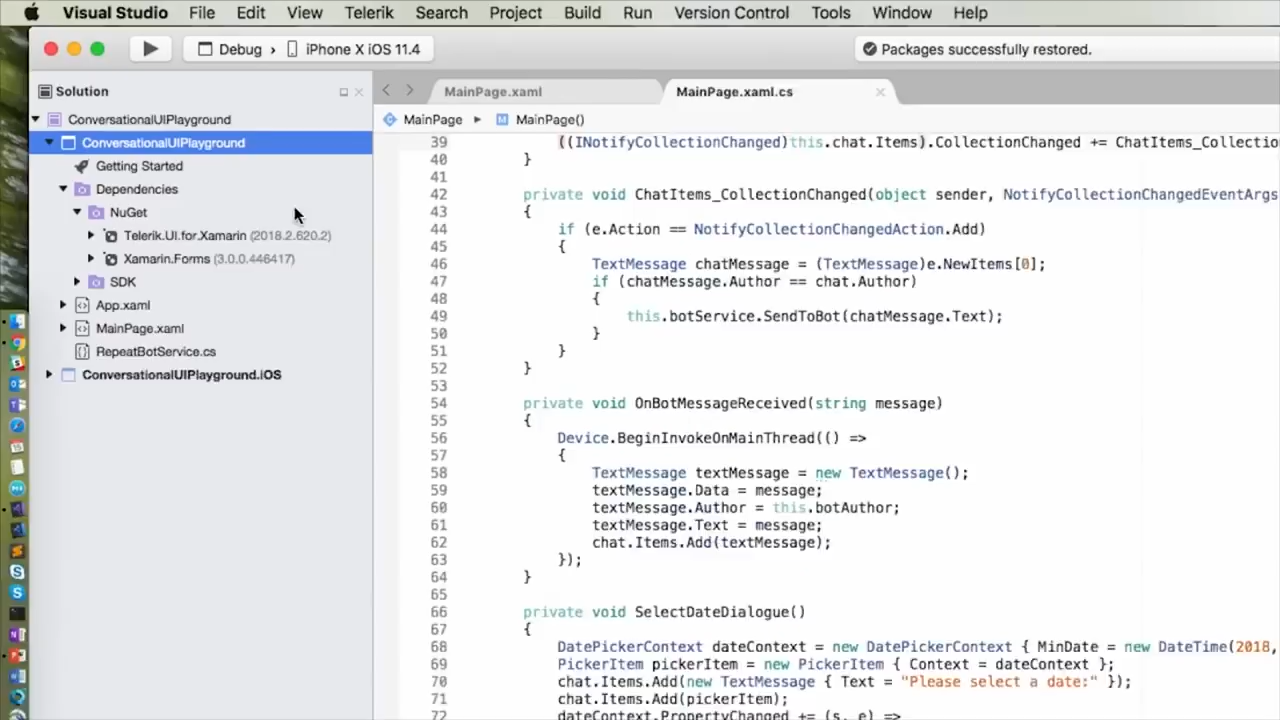 Visual Studio File Edit View Telerik Search Project Build Run Version Control Tools Window Help
Debug › iPhone X iOS 11.4
Packages successfully restored.
Solution
ConversationalUIPlayground
ConversationalUIPlayground
Getting Started
Dependencies
NuGet
Telerik.UI.for.Xamarin (2018.2.620.2)
Xamarin.Forms (3.0.0.446417)
SDK
App.xaml
MainPage.xaml
RepeatBotService.cs
ConversationalUIPlayground.iOS
MainPage.xaml
MainPage.xaml.cs
MainPage
MainPage()
39 ((INotifyCollectionChanged)this.chat.Items).CollectionChanged += ChatItems_Collectio
40 }
41
42 private void ChatItems_CollectionChanged(object sender, NotifyCollectionChangedEventArgs
43 {
44 if (e.Action == NotifyCollectionChangedAction.Add)
45 {
46 TextMessage chatMessage = (TextMessage)e.NewItems[0];
47 if (chatMessage.Author == chat.Author)
48 {
49 this.botService.SendToBot(chatMessage.Text);
50 }
51 }
52 }
53
54 private void OnBotMessageReceived(string message)
55 {
56 Device.BeginInvokeOnMainThread(() =>
57 {
58 TextMessage textMessage = new TextMessage();
59 textMessage.Data = message;
60 textMessage.Author = this.botAuthor;
61 textMessage.Text = message;
62 chat.Items.Add(textMessage);
63 });
64 }
65
66 private void SelectDateDialogue()
67 {
68 DatePickerContext dateContext = new DatePickerContext { MinDate = new DateTime(2018,
69 PickerItem pickerItem = new PickerItem { Context = dateContext };
70 chat.Items.Add(new TextMessage { Text = "Please select a date:" });
71 chat.Items.Add(pickerItem);
72 dateContext.PropertyChanged += (s, e) =>